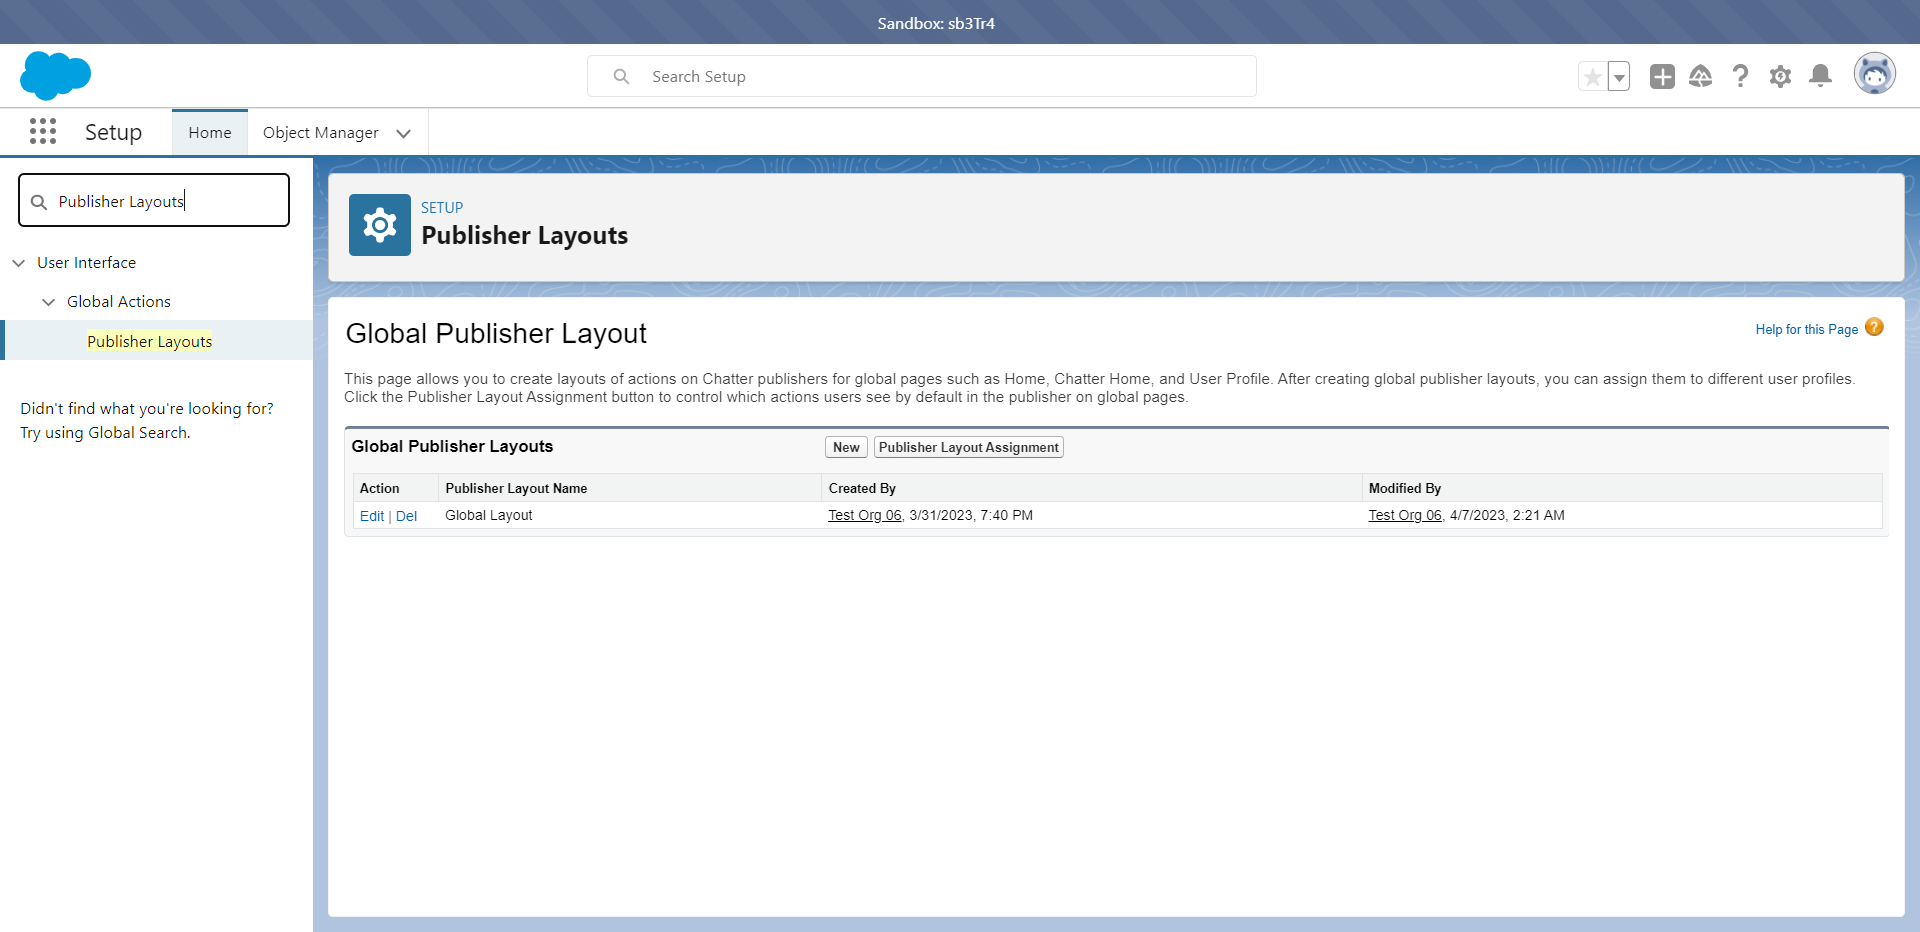 Sandbox: sb3Tr4
Search Setup
Setup
Home
Object Manager
Publisher Layouts
User Interface
Global Actions
Publisher Layouts
Didn't find what you're looking for?
Try using Global Search.
SETUP
Publisher Layouts
Global Publisher Layout
Help for this Page ?
This page allows you to create layouts of actions on Chatter publishers for global pages such as Home, Chatter Home, and User Profile. After creating global publisher layouts, you can assign them to different user profiles.
Click the Publisher Layout Assignment button to control which actions users see by default in the publisher on global pages.
Global Publisher Layouts New Publisher Layout Assignment
Action Publisher Layout Name Created By Modified By
Edit | Del Global Layout Test Org 06, 3/31/2023, 7:40 PM Test Org 06, 4/7/2023, 2:21 AM